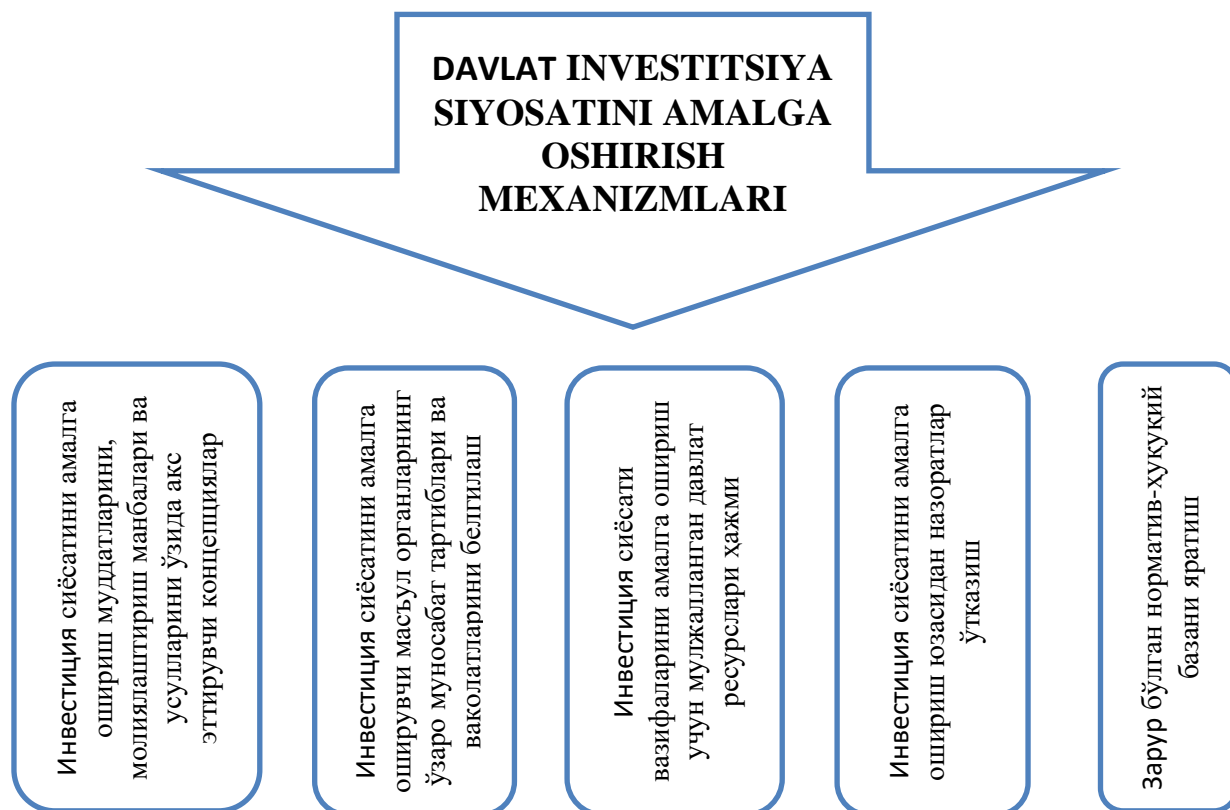 DAVLAT INVESTITSIYA
SIYOSATINI AMALGA
OSHIRISH
MEXANIZMLARI
Инвестиция сиёсатини амалга
ошириш муддатларини,
молиялаштириш манбалари ва
усулларини ўзида акс
эттирувчи концепциялар
Инвестиция сиёсатини амалга
оширувчи масъул органларнинг
ўзаро муносабат тартиблари ва
ваколатларини белгилаш
Инвестиция сиёсати
вазифаларини амалга ошириш
учун мулжалланган давлат
ресурслари ҳажми
Инвестиция сиёсатини амалга
ошириш юзасидан назоратлар
ўтказиш
Зарур бўлган норматив-ҳуқуқий
базани яратиш